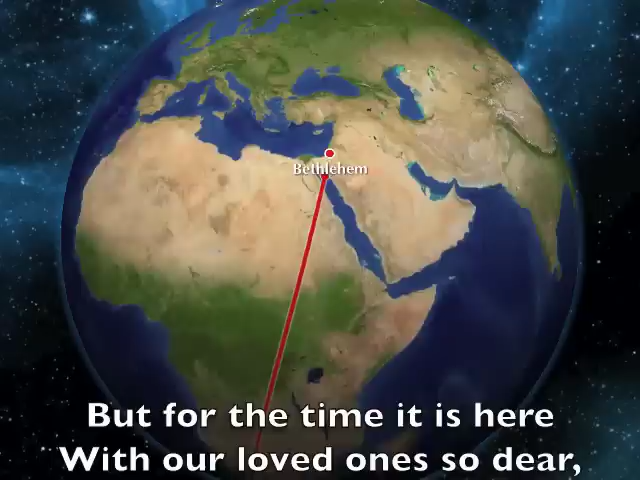 Bethlehem
But for the time it is here
With our loved ones so dear,